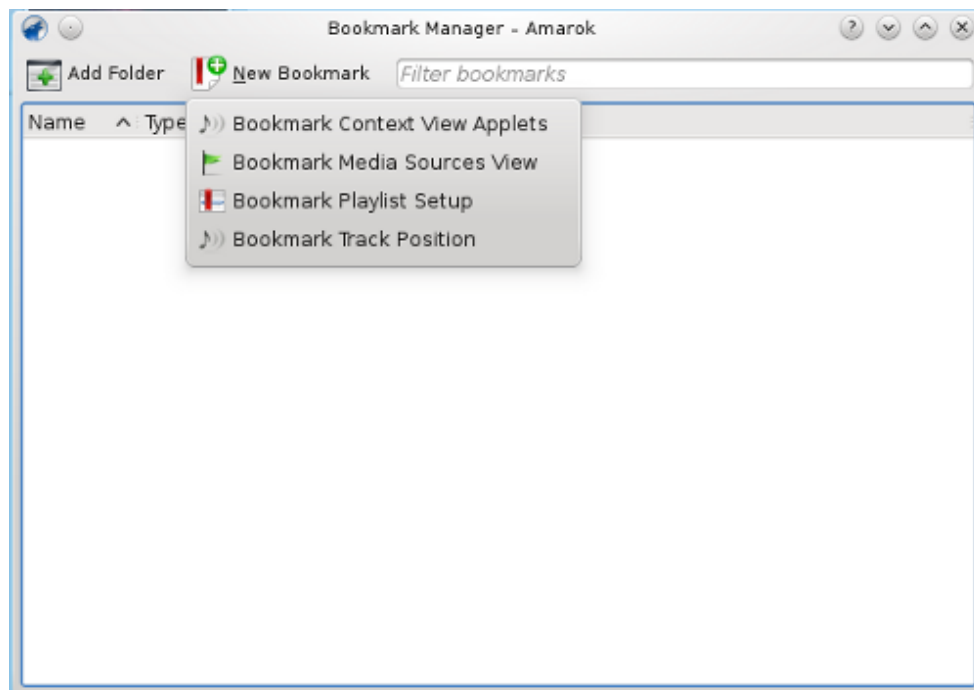 Bookmark Manager - Amarok
Add Folder New Bookmark Filter bookmarks
Name Type
Bookmark Context View Applets
Bookmark Media Sources View
Bookmark Playlist Setup
Bookmark Track Position